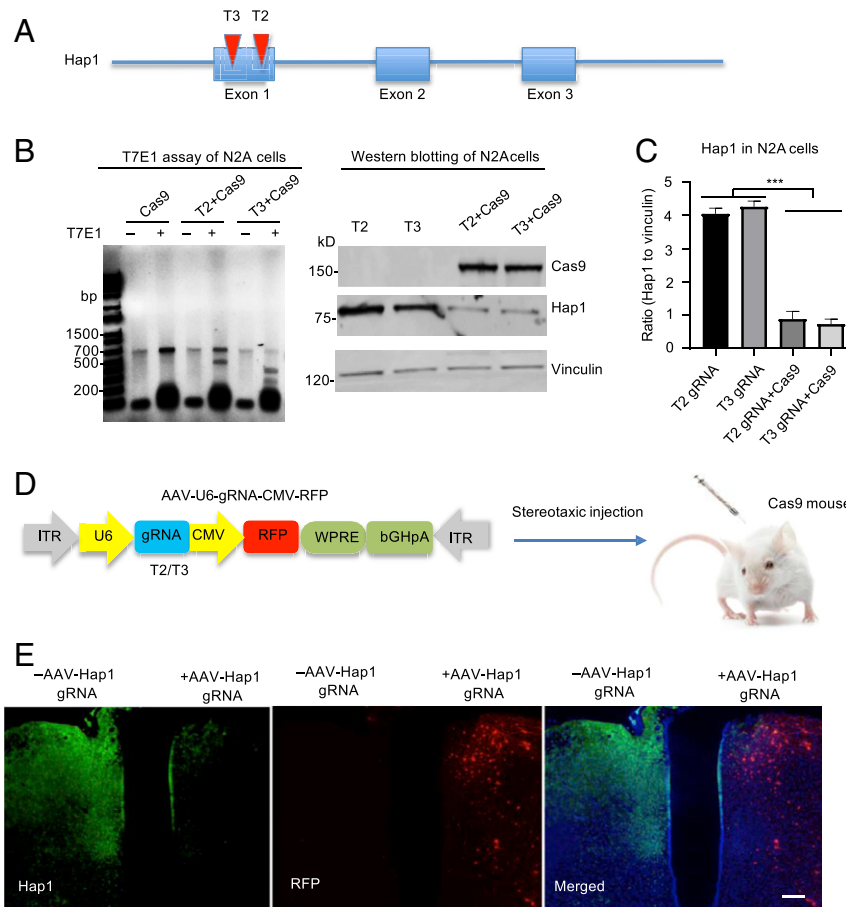 A
T3 T2
Hap1
Exon 1 Exon 2 Exon 3
B
T7E1 assay of N2A cells
Cas9 T2+Cas9 T3+Cas9
T7E1 – + – + – +
bp
1500
700
500
200
Western blotting of N2Acells
T2 T3 T2+Cas9 T3+Cas9
kD
150 Cas9
75 Hap1
120 Vinculin
C
Hap1 in N2A cells
***
Ratio (Hap1 to vinculin)
5
4
3
2
1
0
T2 gRNA
T3 gRNA
T2 gRNA+Cas9
T3 gRNA+Cas9
D
AAV-U6-gRNA-CMV-RFP
ITR U6 gRNA CMV RFP WPRE bGHpA ITR
T2/T3
Stereotaxic injection
Cas9 mouse
E
–AAV-Hap1 +AAV-Hap1 –AAV-Hap1 +AAV-Hap1 –AAV-Hap1 +AAV-Hap1
gRNA gRNA gRNA gRNA gRNA gRNA
Hap1 RFP Merged